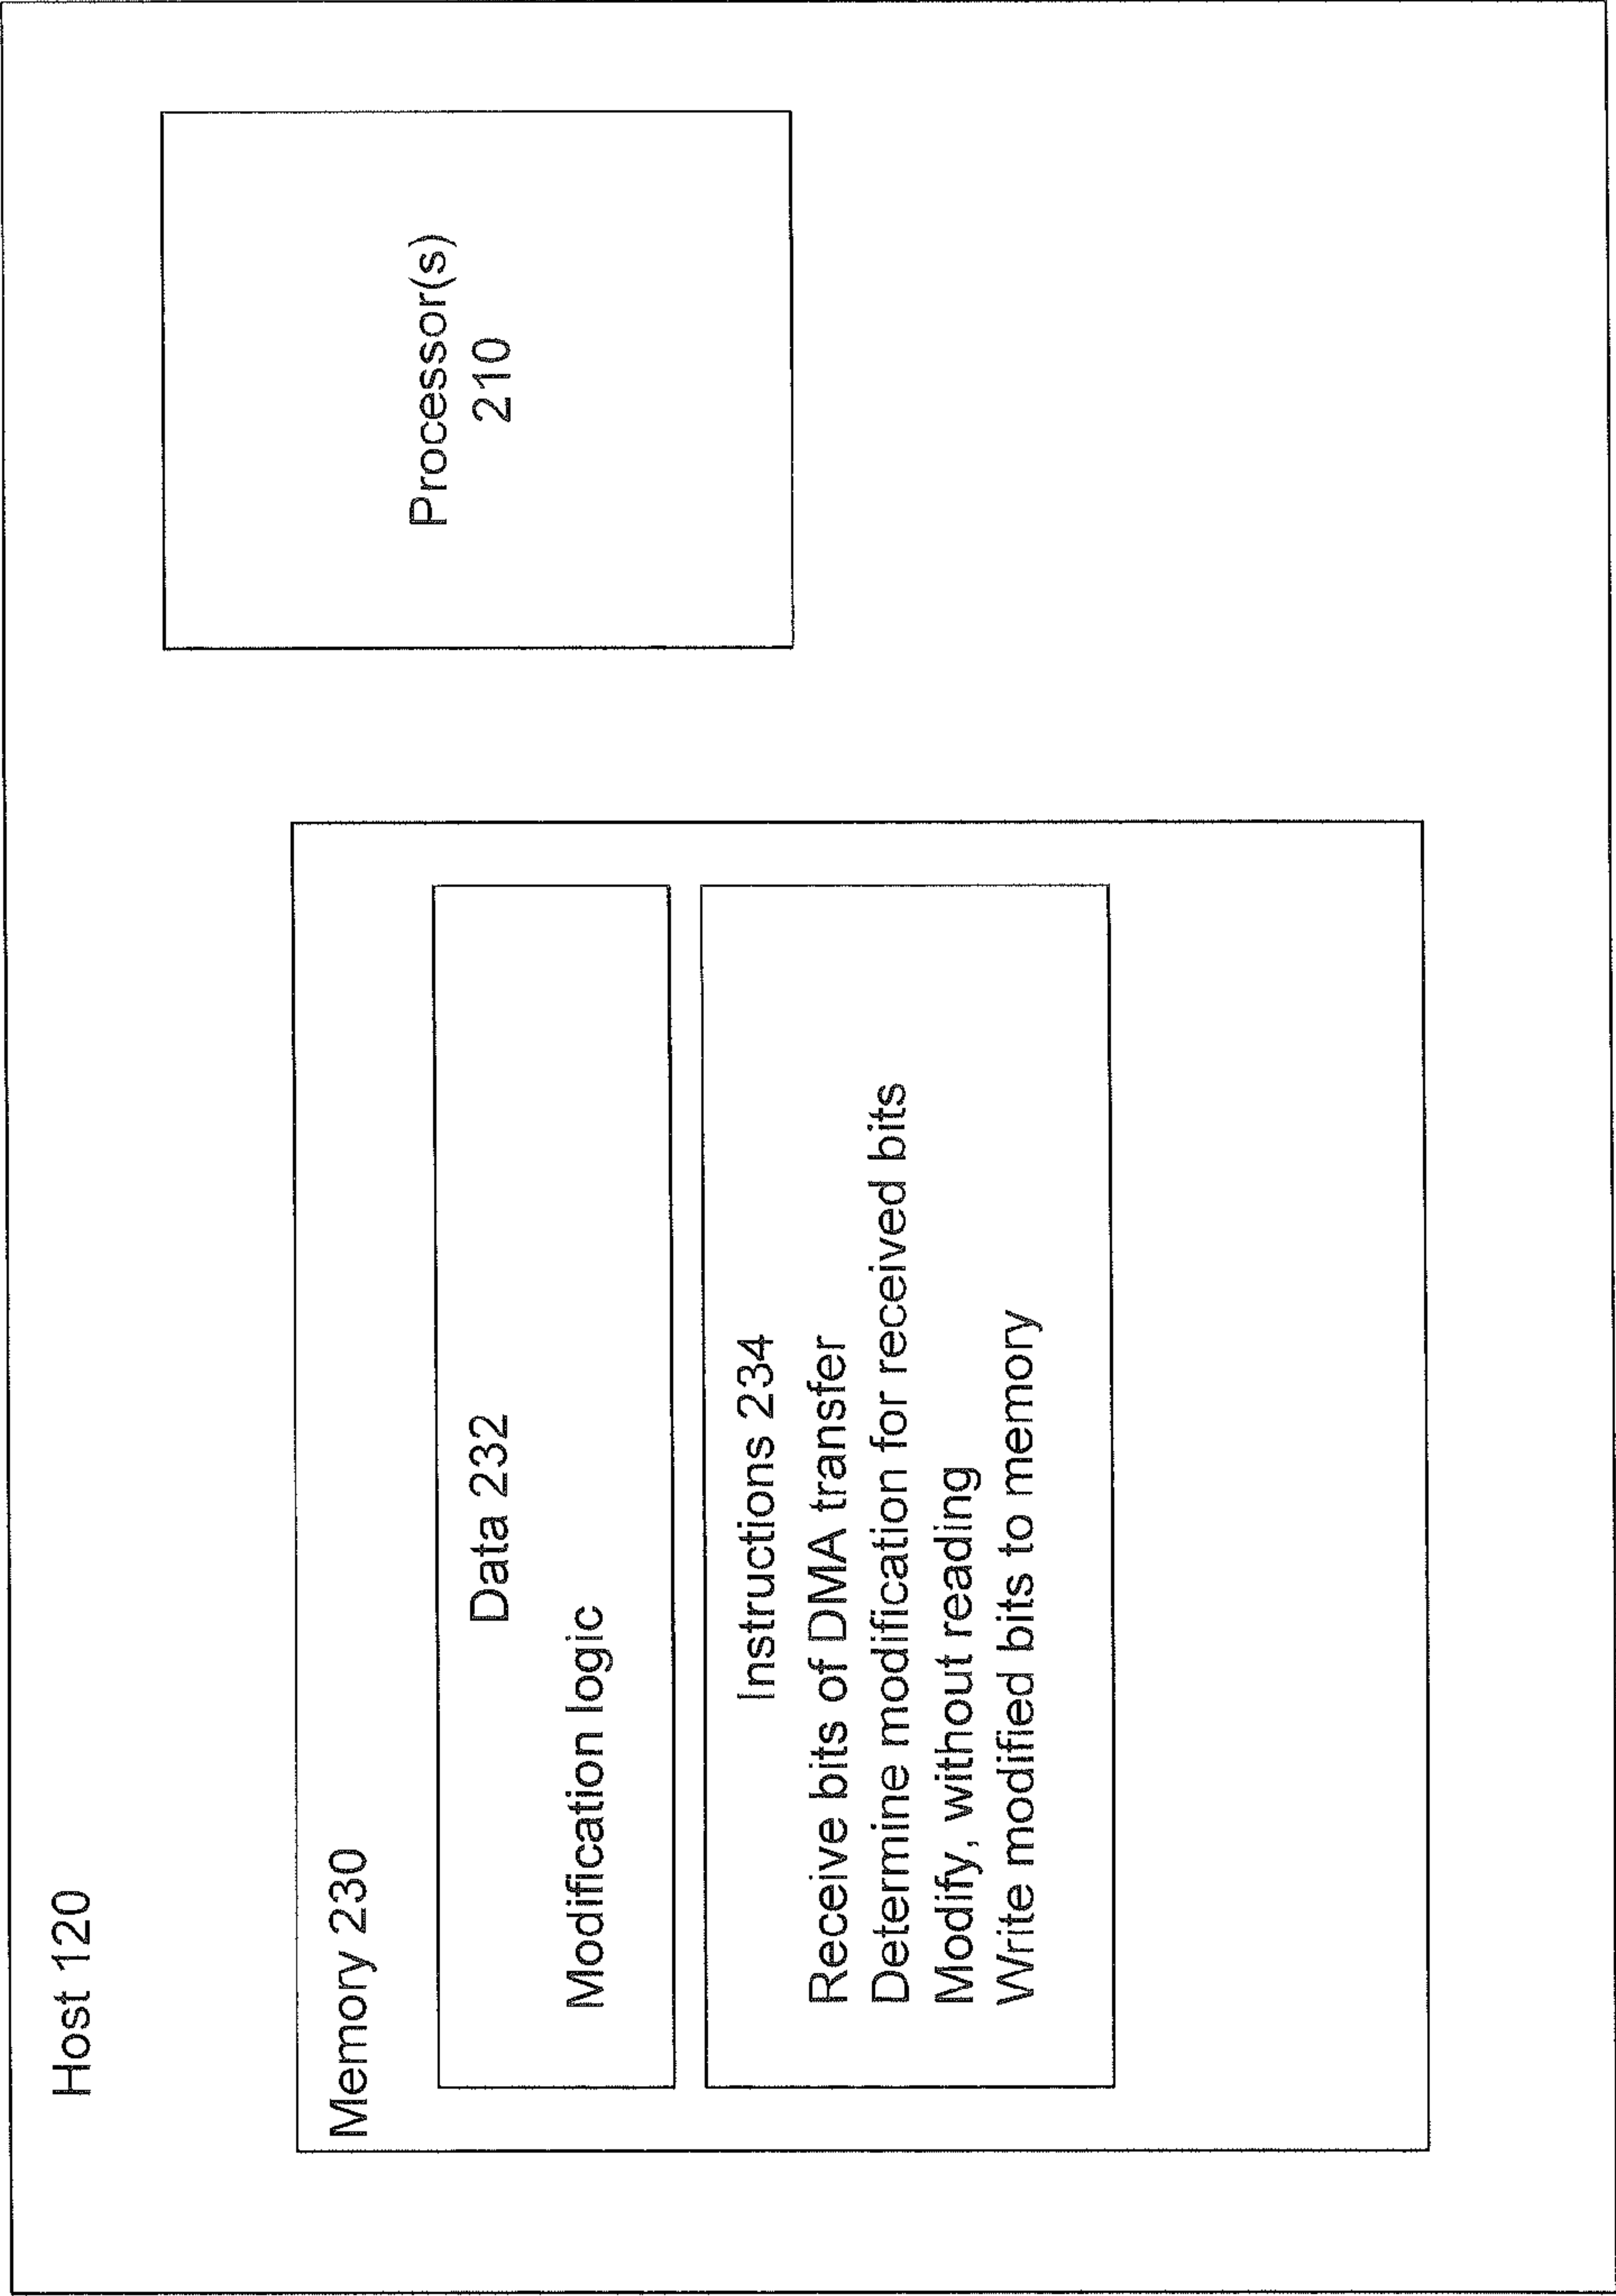 Host 120
Memory 230
Data 232
Modification logic
Instructions 234
Receive bits of DMA transfer
Determine modification for received bits
Modify, without reading
Write modified bits to memory
Processor(s)
210